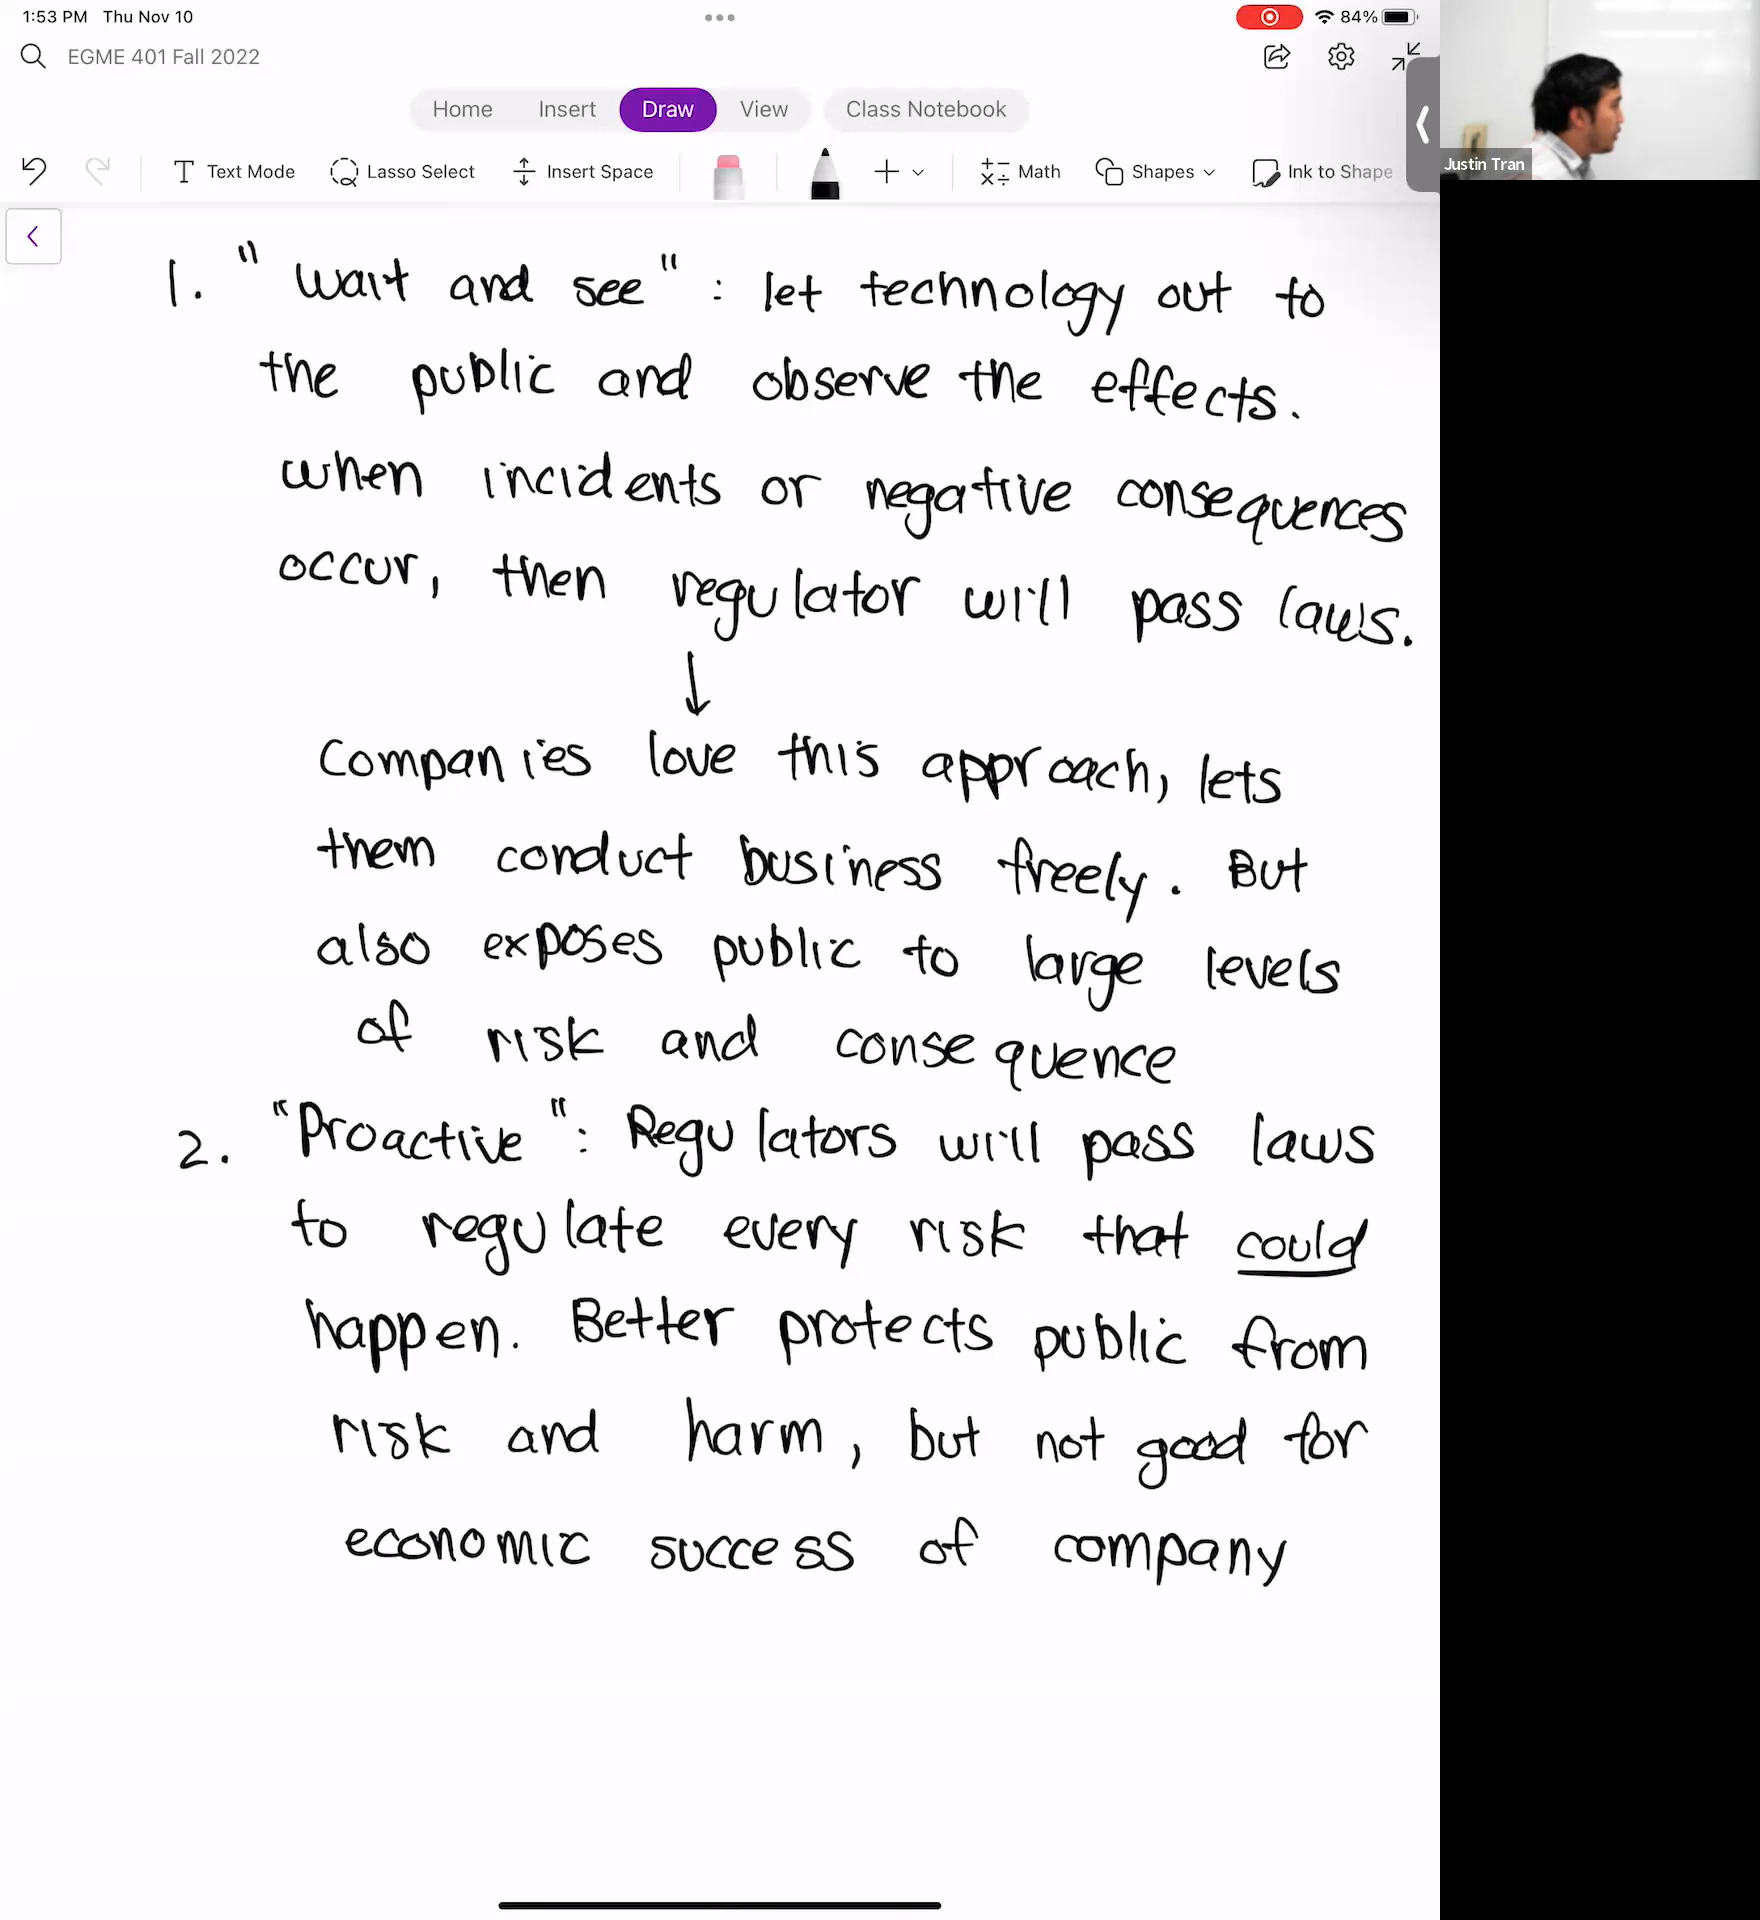 1:53 PM Thu Nov 10
84%
EGME 401 Fall 2022
Home Insert Draw View Class Notebook
Text Mode Lasso Select Insert Space Math Shapes Ink to Shape
Justin Tran
1. "Wait and see": let technology out to
the public and observe the effects.
when incidents or negative consequences
occur, then regulator will pass laws.
↓
Companies love this approach, lets
them conduct business freely. But
also exposes public to large levels
of risk and consequence
2. "Proactive": Regulators will pass laws
to regulate every risk that could
happen. Better protects public from
risk and harm, but not good for
economic success of company